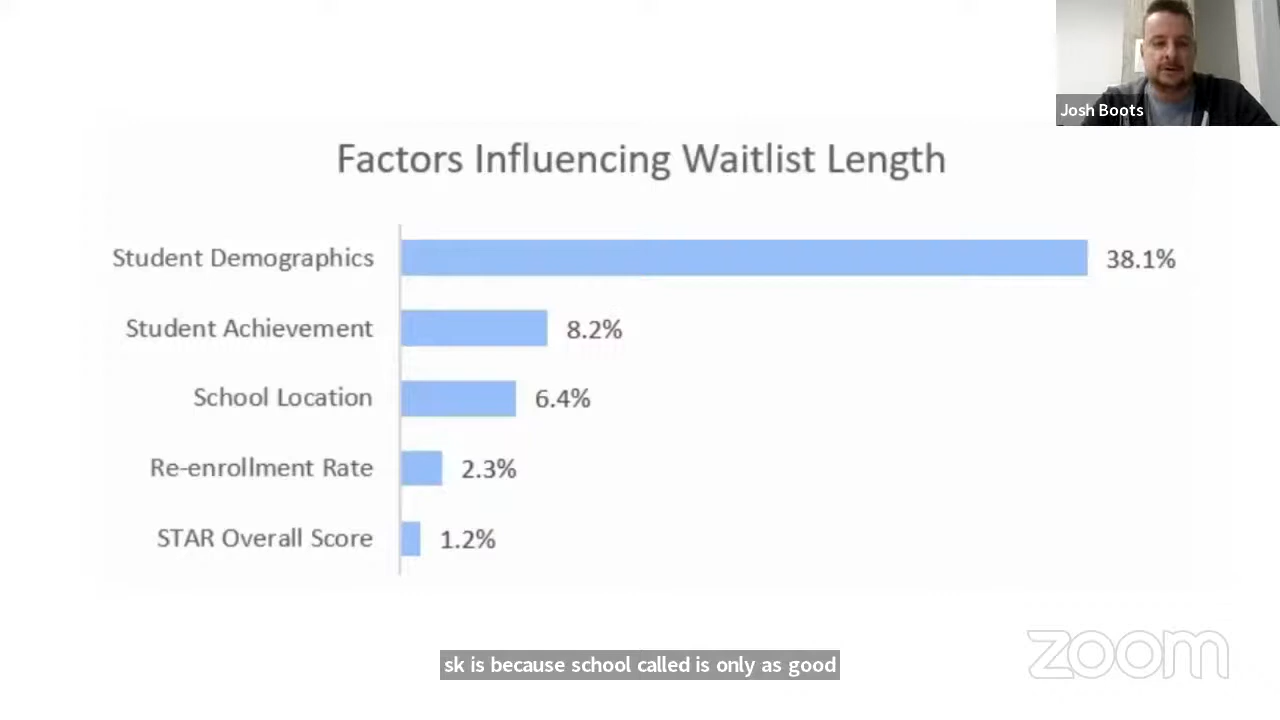 Josh Boots
Factors Influencing Waitlist Length
Student Demographics 38.1%
Student Achievement 8.2%
School Location 6.4%
Re-enrollment Rate 2.3%
STAR Overall Score 1.2%
sk is because school called is only as good
zoom